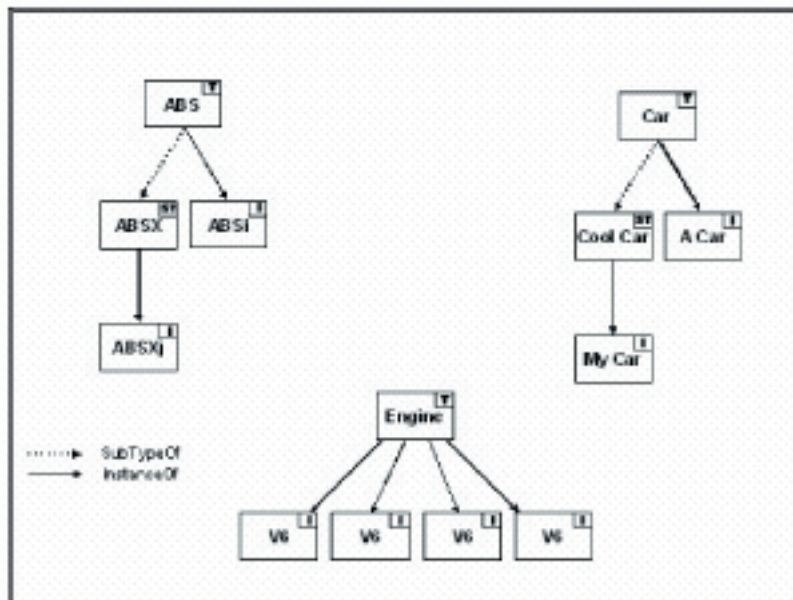 T
ABS
T
Car
ST
ABSX
I
ABSi
ST
Cool Car
I
A Car
I
ABSXj
I
My Car
T
Engine
SubTypeOf
InstanceOf
I
V6
I
V6
I
V6
I
V6